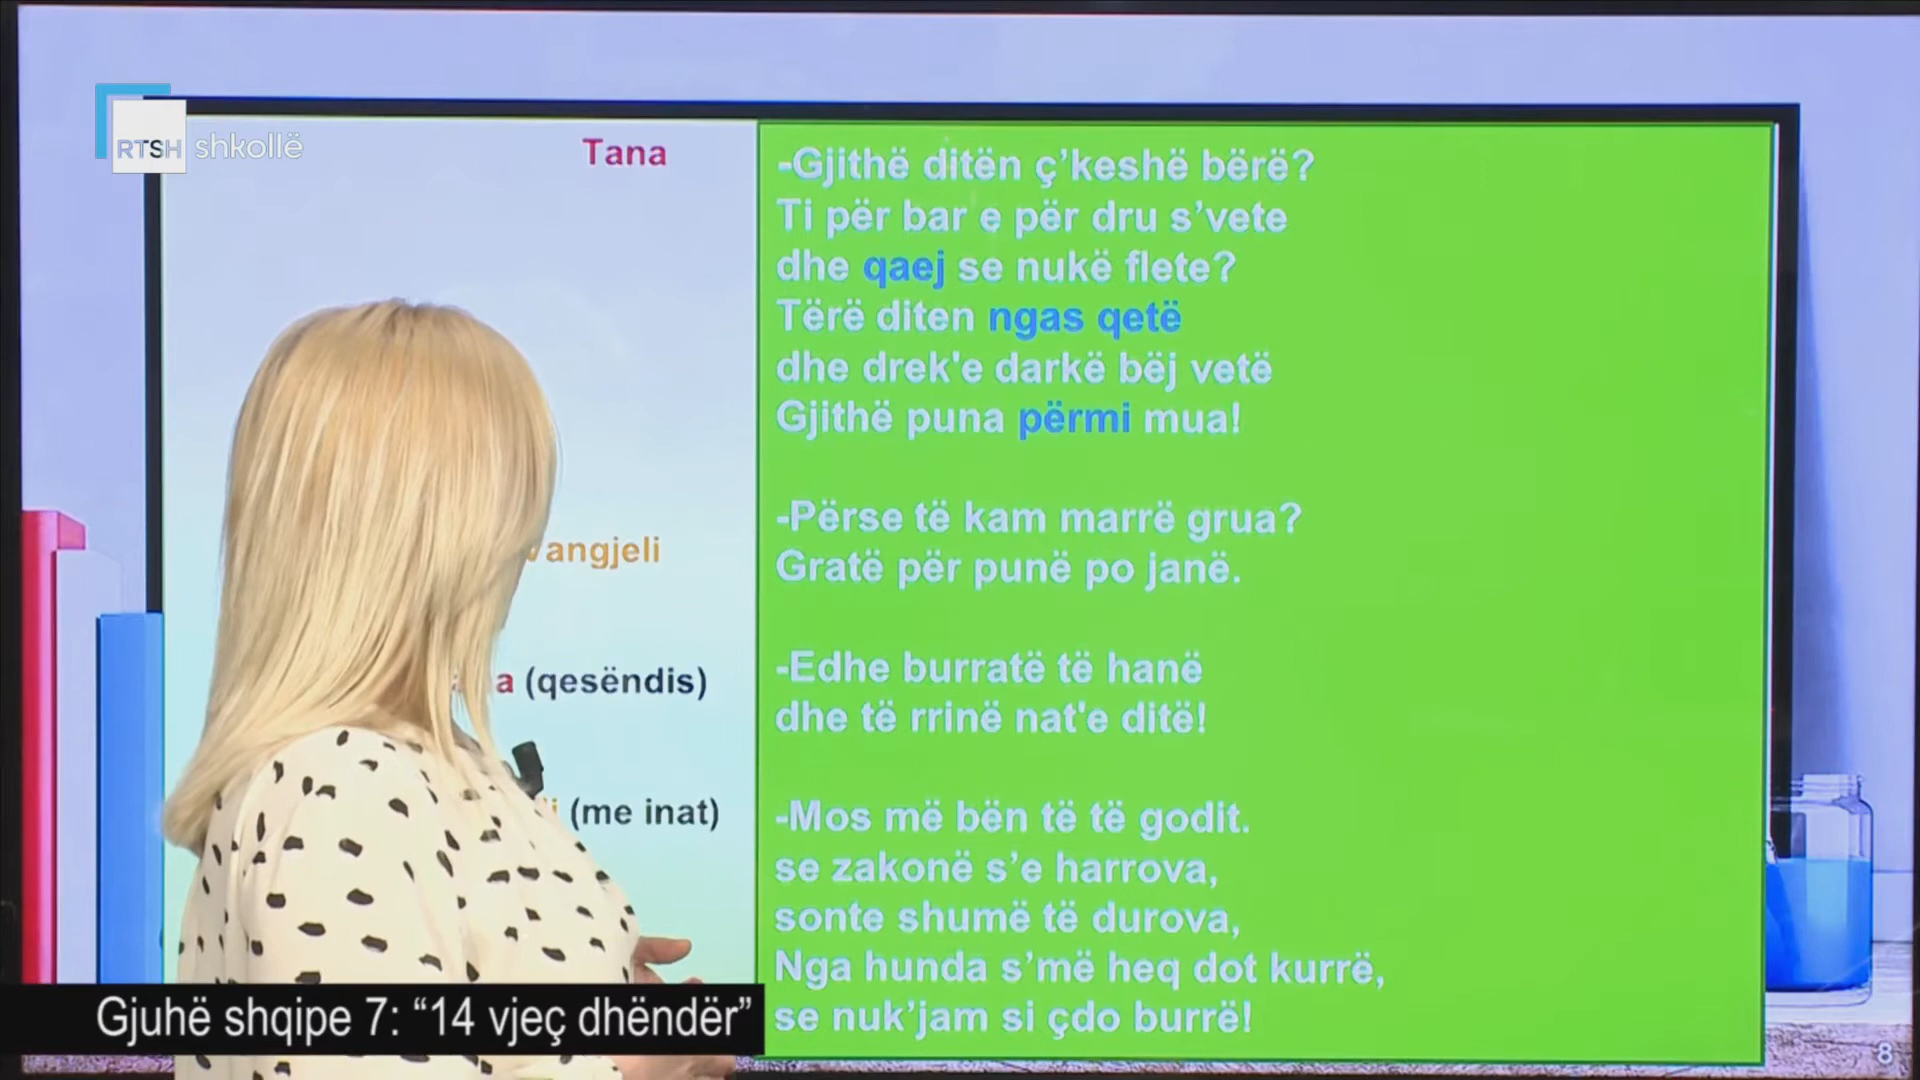 RTSH shkollë
Tana
-Gjithë ditën ç’keshë bërë?
Ti për bar e për dru s’vete
dhe qaej se nukë flete?
Tërë diten ngas qetë
dhe drek'e darkë bëj vetë
Gjithë puna përmi mua!
Vangjeli
-Përse të kam marrë grua?
Gratë për punë po janë.
(qesëndis)
-Edhe burratë të hanë
dhe të rrinë nat'e ditë!
(me inat)
-Mos më bën të të godit.
se zakonë s’e harrova,
sonte shumë të durova,
Nga hunda s’më heq dot kurrë,
se nuk’jam si çdo burrë!
Gjuhë shqipe 7: “14 vjeç dhëndër”
8